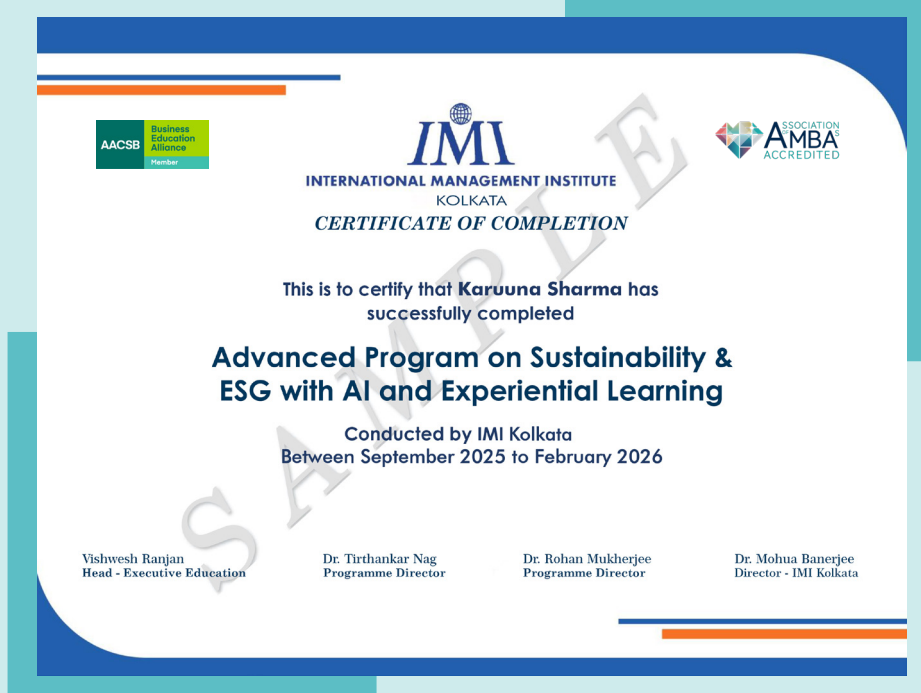 AACSB
Business
Education
Alliance
Member
IMI
INTERNATIONAL MANAGEMENT INSTITUTE
KOLKATA
ASSOCIATION
OF AMBAs
ACCREDITED
CERTIFICATE OF COMPLETION
This is to certify that Karuuna Sharma has
successfully completed
Advanced Program on Sustainability &
ESG with AI and Experiential Learning
Conducted by IMI Kolkata
Between September 2025 to February 2026
SAMPLE
Vishwesh Ranjan
Head - Executive Education
Dr. Tirthankar Nag
Programme Director
Dr. Rohan Mukherjee
Programme Director
Dr. Mohua Banerjee
Director - IMI Kolkata